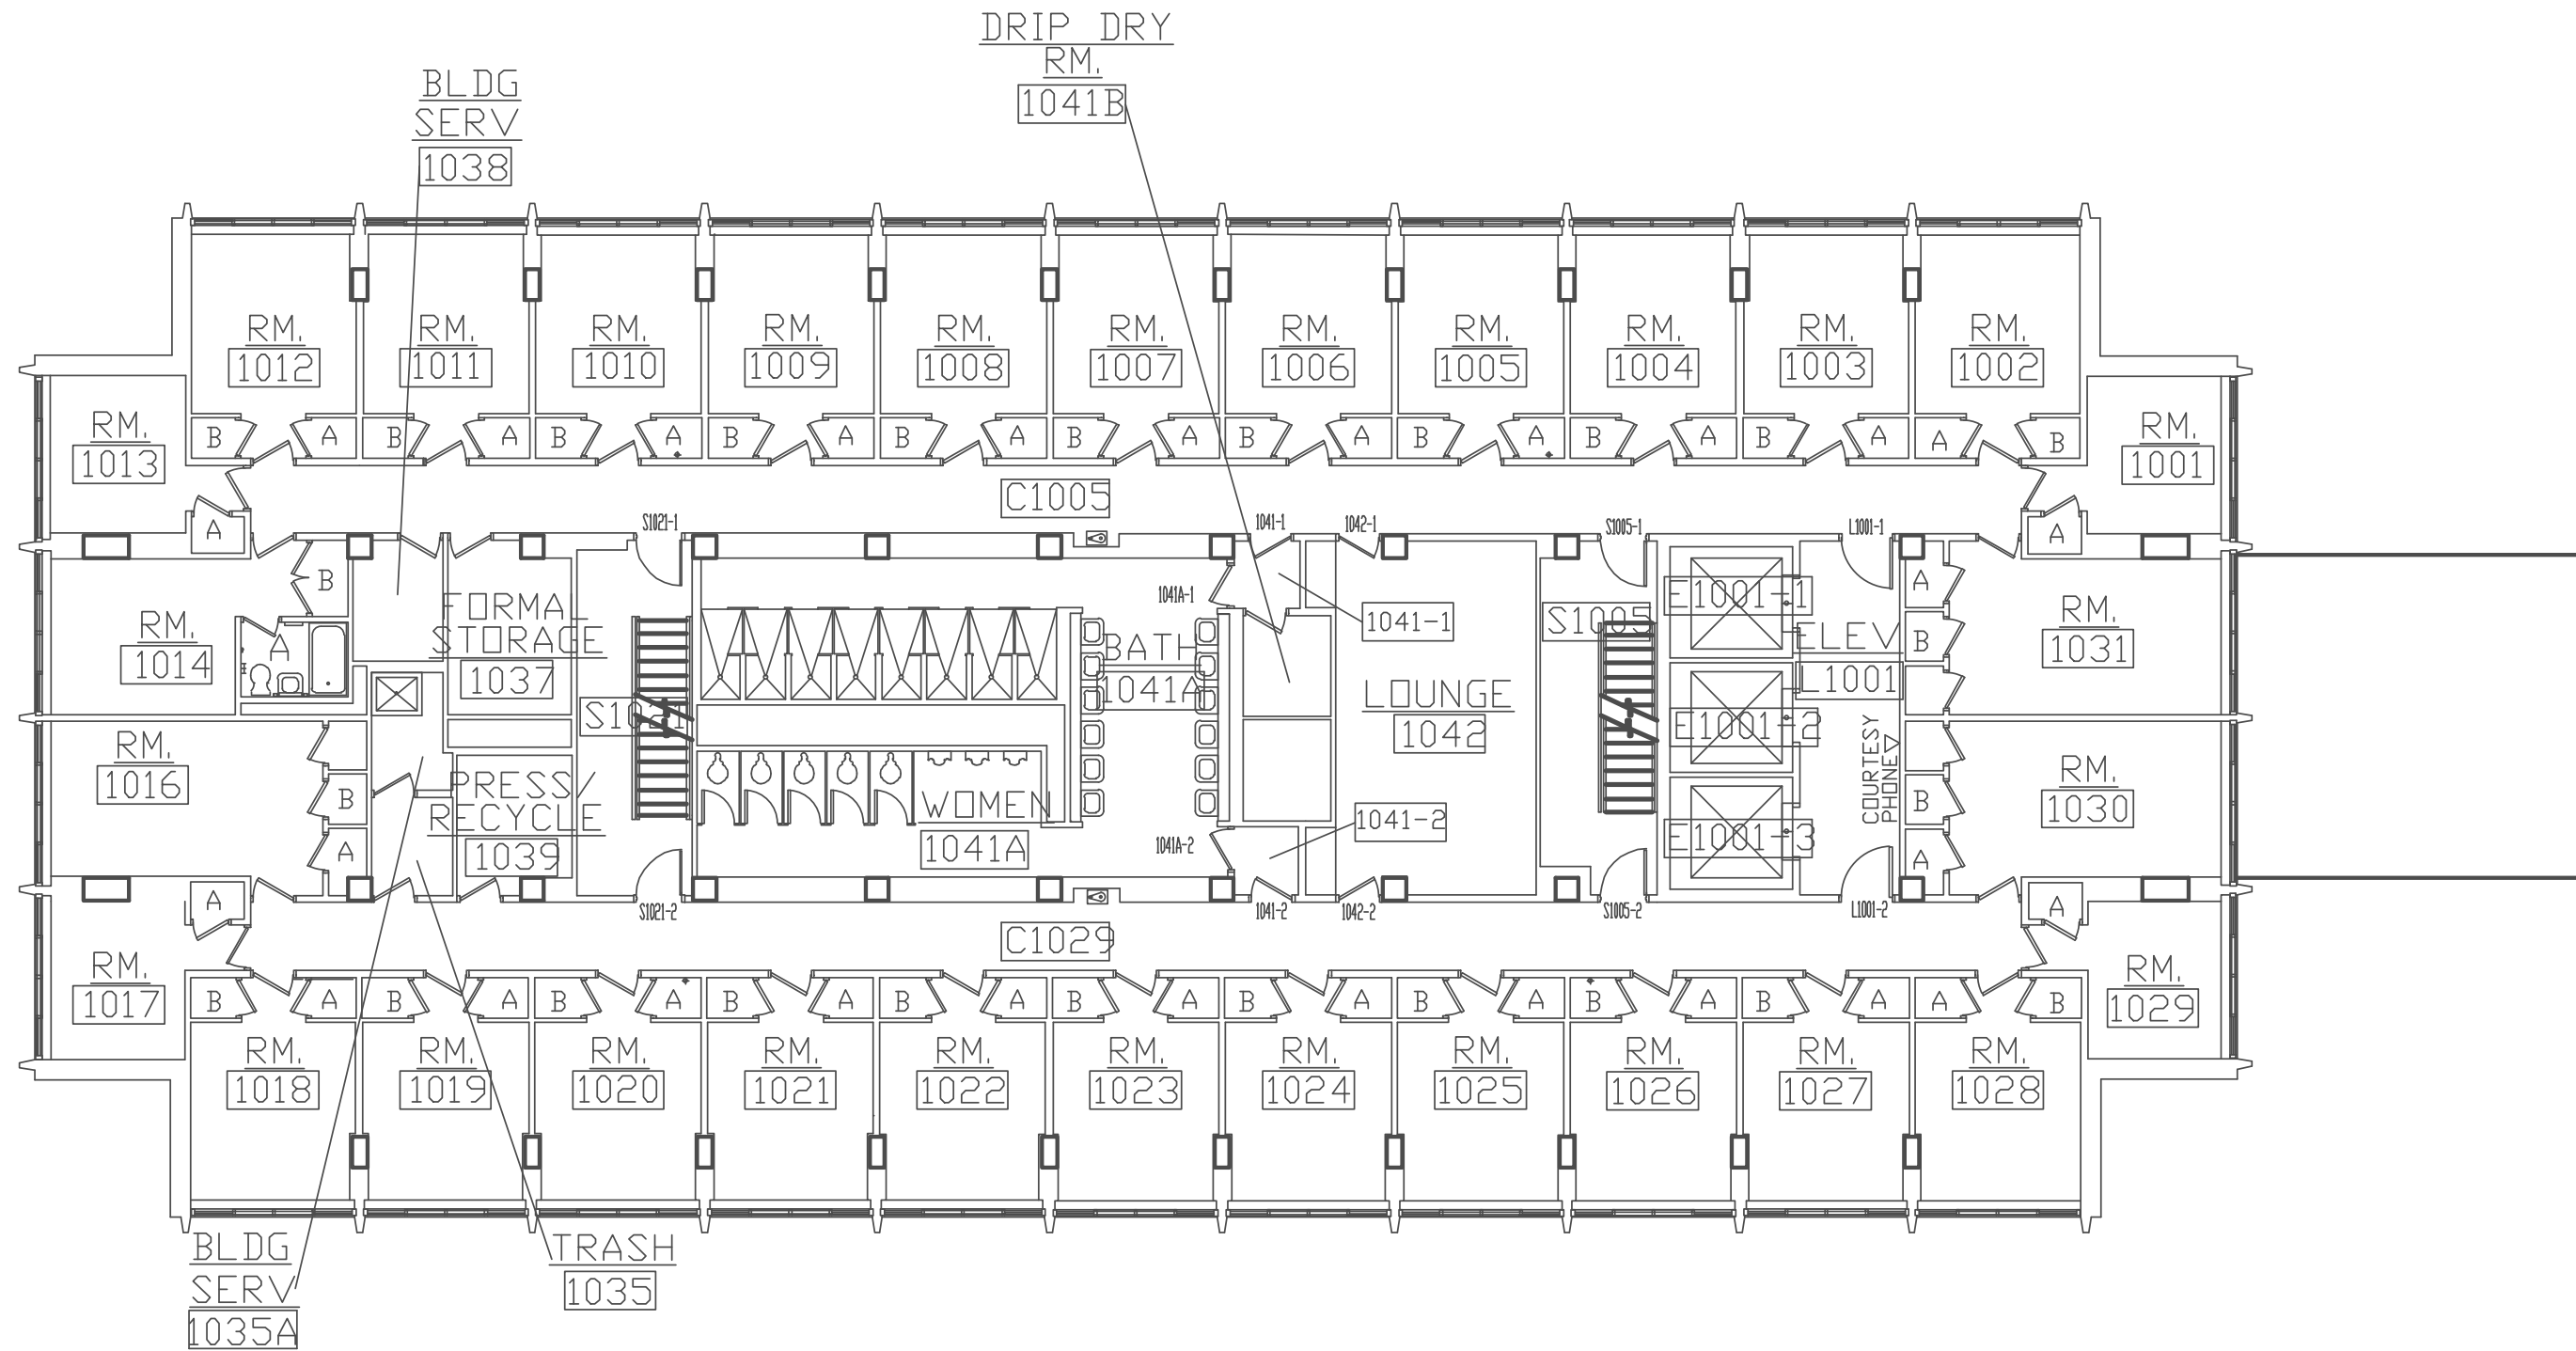 DRIP DRY
RM.
1041B
BLDG
SERV
1038
RM.
1012
RM.
1011
RM.
1010
RM.
1009
RM.
1008
RM.
1007
RM.
1006
RM.
1005
RM.
1004
RM.
1003
RM.
1002
RM.
1013
RM.
1001
B A B A B A B A B A B A B A B A B A B A A B
C1005
A
A
S1021-1
1041-1
1042-1
S1005-1
L1001-1
RM.
1014
B
A
FORMAL
STORAGE
1037
S1021
1041A-1
BATH
1041A
1041-1
LOUNGE
1042
S1005
E1001-1
ELEV
L1001
E1001-2
E1001-3
COURTESY
PHONE
A
B
RM.
1031
RM.
1016
B
A
PRESS/
RECYCLE
1039
WOMEN
1041A
1041A-2
1041-2
B
A
RM.
1030
A
A
S1021-2
1041-2
1042-2
S1005-2
L1001-2
C1029
RM.
1017
RM.
1029
B A B A B A B A B A B A B A B A B A B A A B
RM.
1018
RM.
1019
RM.
1020
RM.
1021
RM.
1022
RM.
1023
RM.
1024
RM.
1025
RM.
1026
RM.
1027
RM.
1028
BLDG
SERV
1035A
TRASH
1035